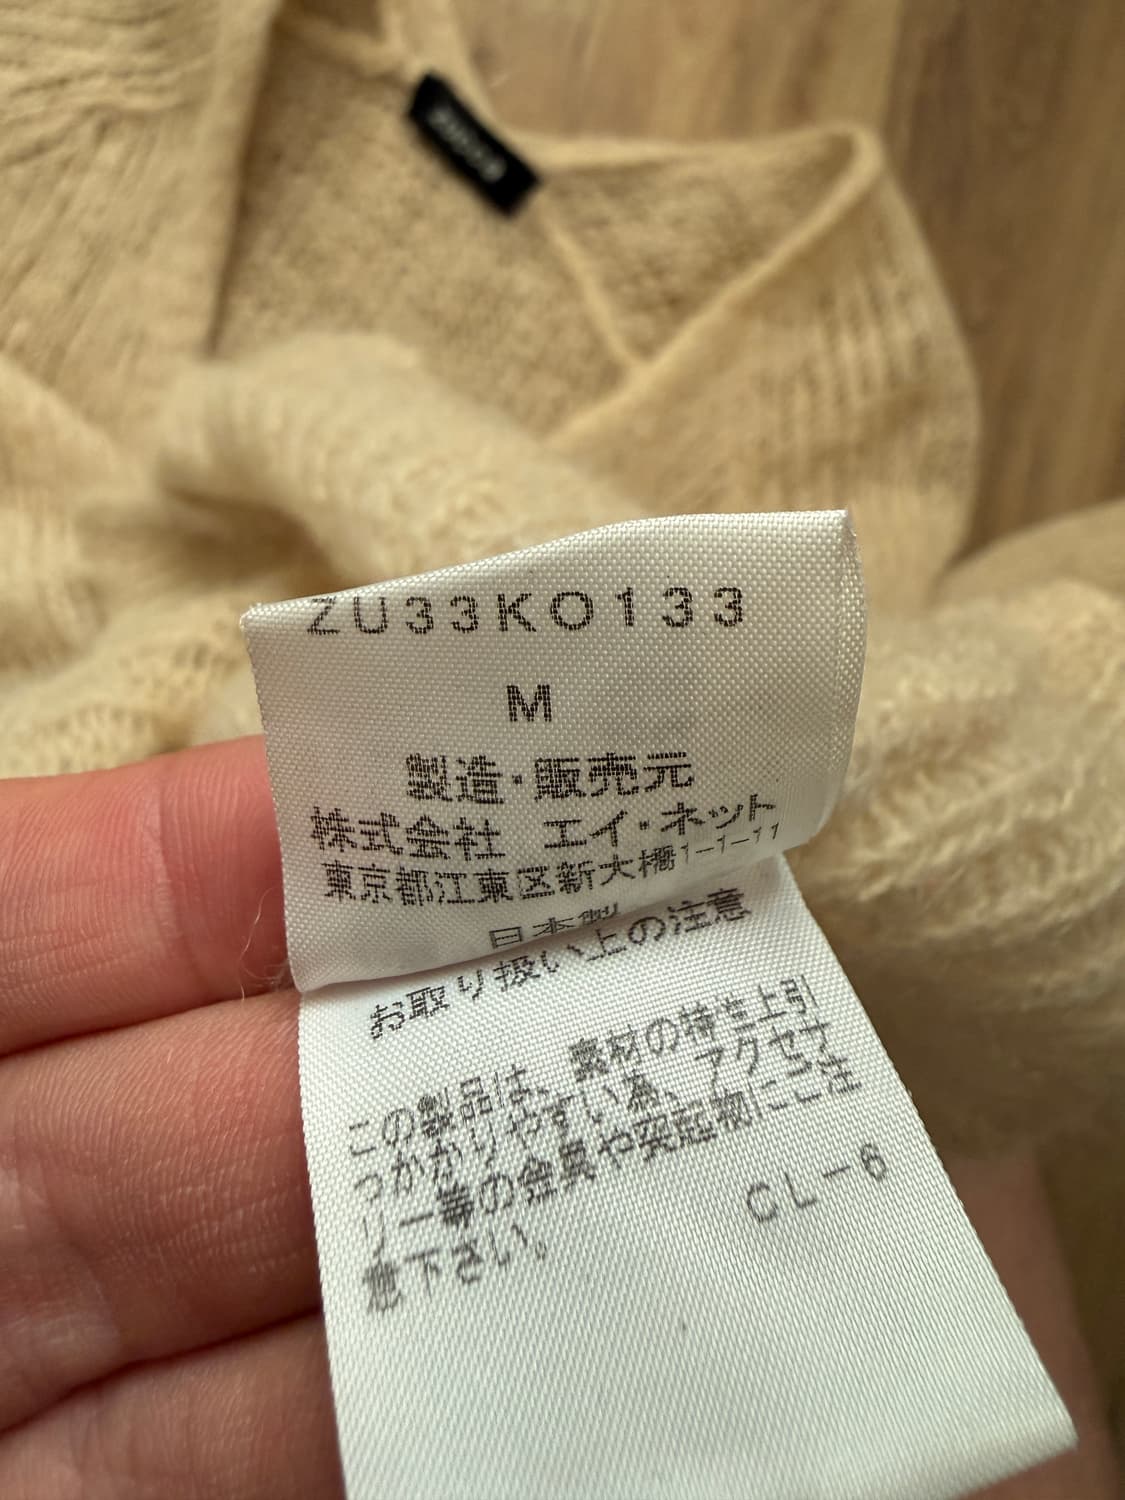 ZU33KO133
M
製造・販売元
株式会社 エイ・ネット
東京都江東区新大橋1-1-11
日本製
お取り扱い上の注意
この製品は、素材の特性上引
っかかりやすい為、アクセサ
リー等の金具や突起物にご注
意下さい。
CL-6